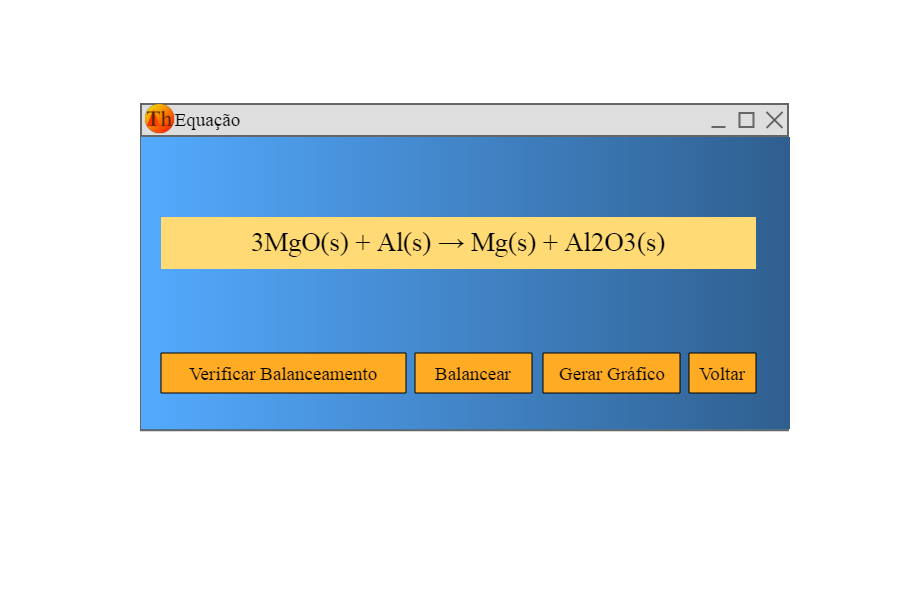 Th Equação
3MgO(s) + Al(s) → Mg(s) + Al2O3(s)
Verificar Balanceamento Balancear Gerar Gráfico Voltar